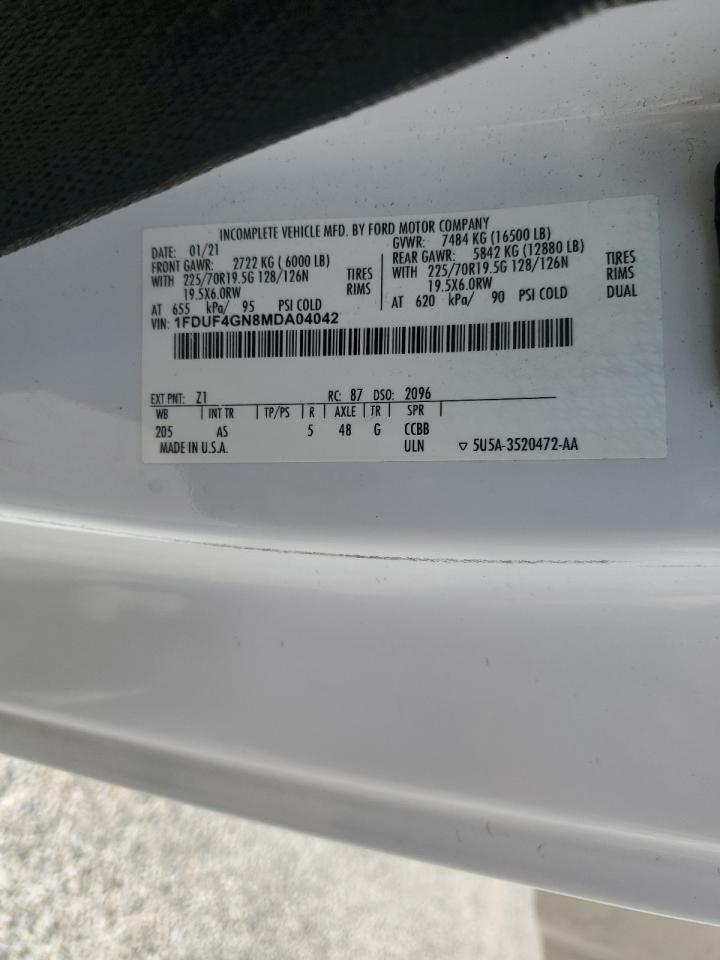 INCOMPLETE VEHICLE MFD. BY FORD MOTOR COMPANY
DATE: 01/21 GVWR: 7484 KG (16500 LB)
FRONT GAWR: 2722 KG ( 6000 LB) REAR GAWR: 5842 KG (12880 LB)
WITH 225/70R19.5G 128/126N TIRES WITH 225/70R19.5G 128/126N TIRES
19.5X6.0RW RIMS 19.5X6.0RW RIMS
AT 655 kPa/ 95 PSI COLD AT 620 kPa/ 90 PSI COLD DUAL
VIN: 1FDUF4GN8MDA04042
EXT PNT: Z1 RC: 87 DSO: 2096
WB INT TR TP/PS R AXLE TR SPR
205 AS 5 48 G CCBB
MADE IN U.S.A. ULN ▽ 5U5A-3520472-AA